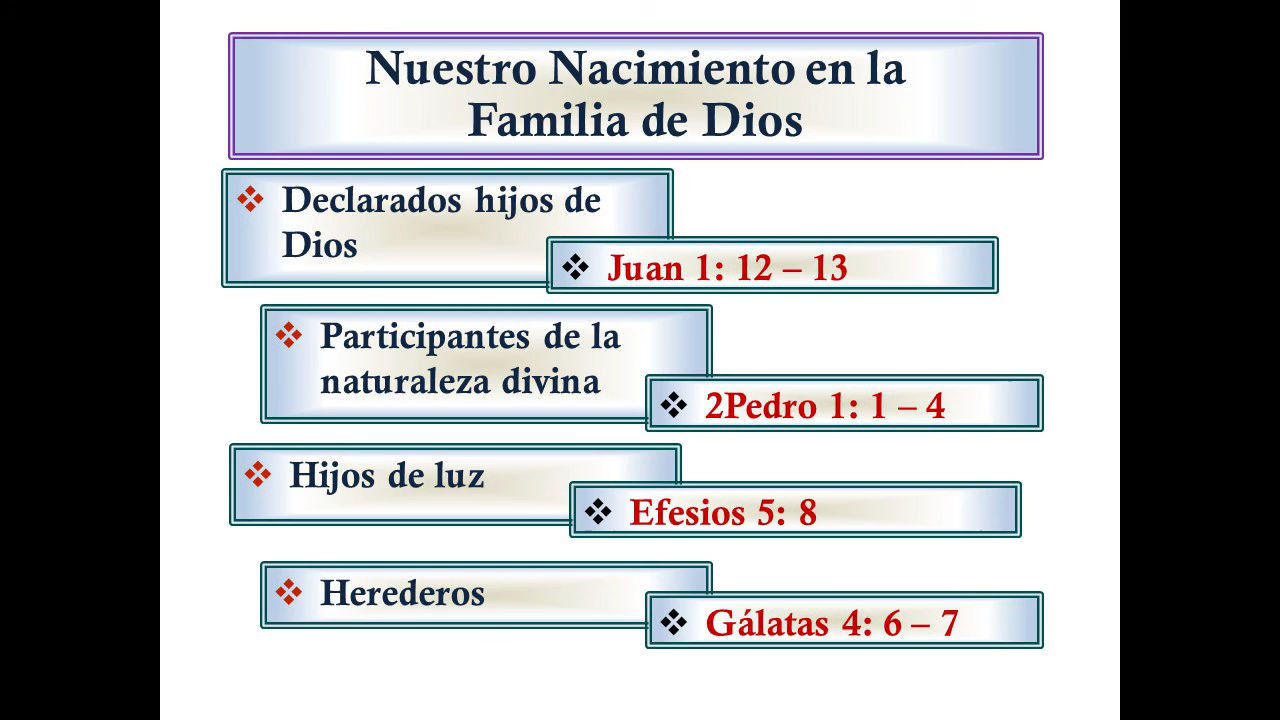 Nuestro Nacimiento en la
Familia de Dios
Declarados hijos de
Dios
Juan 1: 12 – 13
Participantes de la
naturaleza divina
2Pedro 1: 1 – 4
Hijos de luz
Efesios 5: 8
Herederos
Gálatas 4: 6 – 7